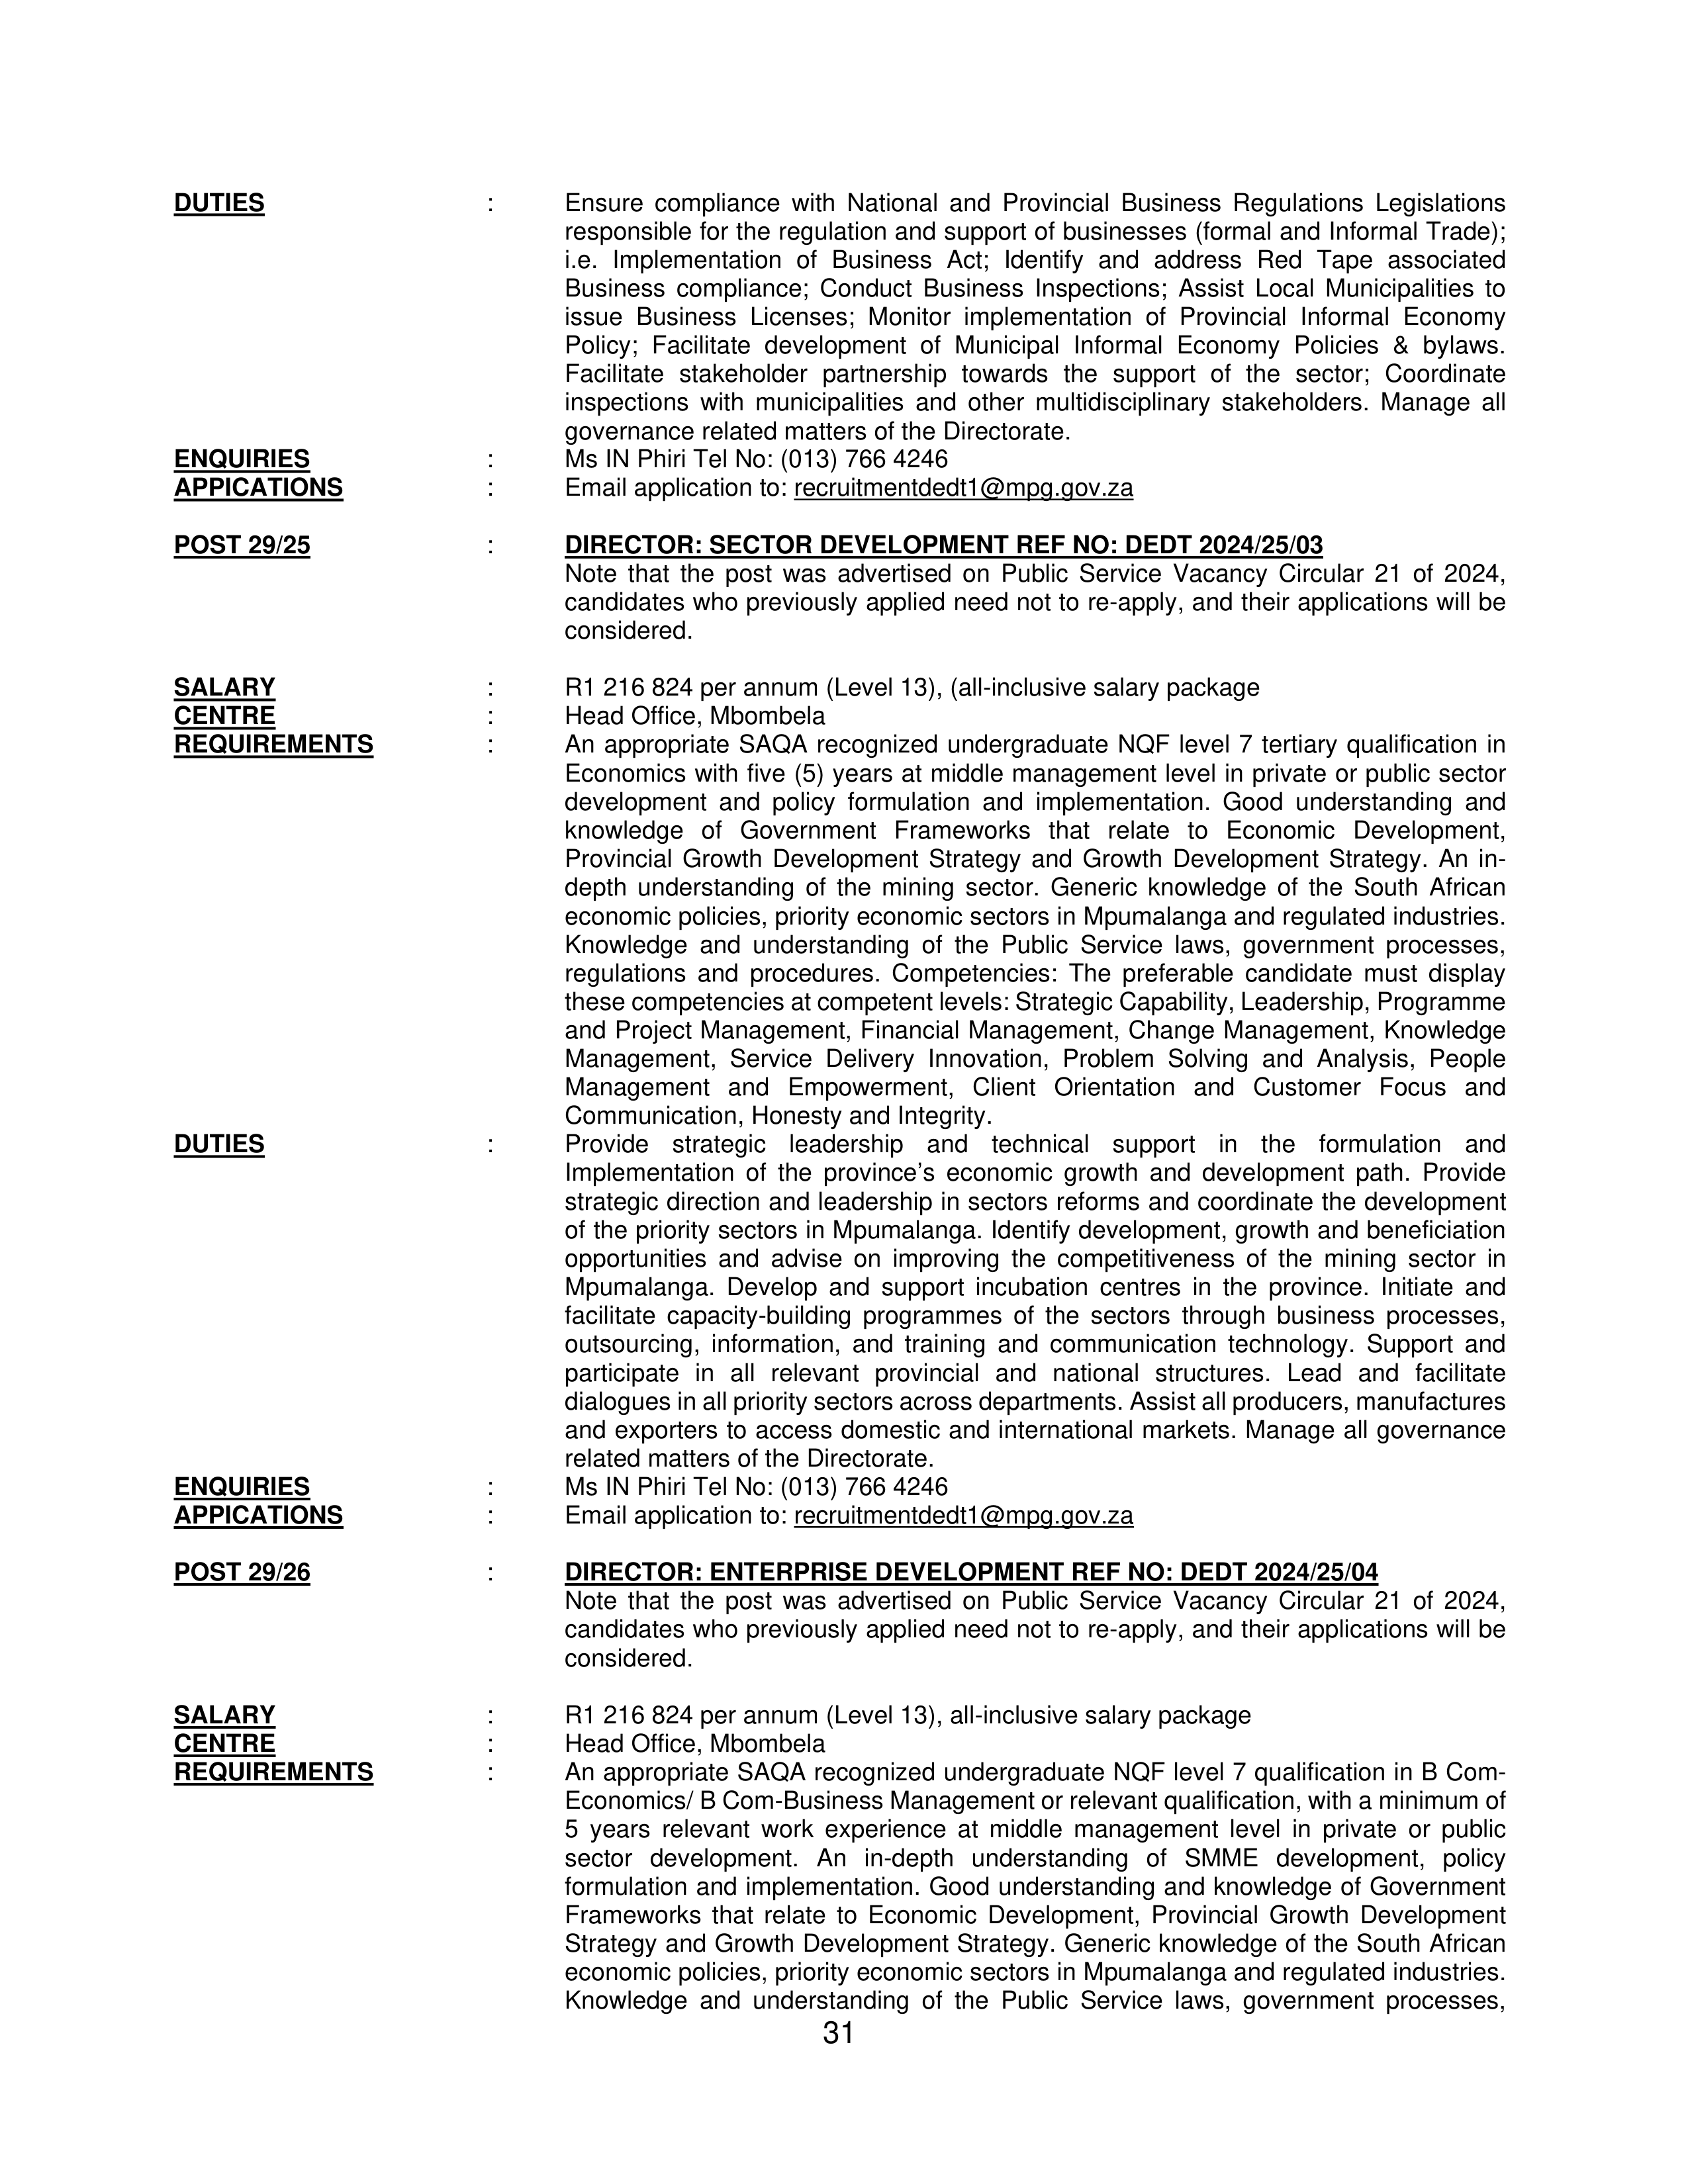 DUTIES : Ensure compliance with National and Provincial Business Regulations Legislations
responsible for the regulation and support of businesses (formal and Informal Trade);
i.e. Implementation of Business Act; Identify and address Red Tape associated
Business compliance; Conduct Business Inspections; Assist Local Municipalities to
issue Business Licenses; Monitor implementation of Provincial Informal Economy
Policy; Facilitate development of Municipal Informal Economy Policies & bylaws.
Facilitate stakeholder partnership towards the support of the sector; Coordinate
inspections with municipalities and other multidisciplinary stakeholders. Manage all
governance related matters of the Directorate.
ENQUIRIES : Ms IN Phiri Tel No: (013) 766 4246
APPICATIONS : Email application to: recruitmentdedt1@mpg.gov.za
POST 29/25 : DIRECTOR: SECTOR DEVELOPMENT REF NO: DEDT 2024/25/03
Note that the post was advertised on Public Service Vacancy Circular 21 of 2024,
candidates who previously applied need not to re-apply, and their applications will be
considered.
SALARY : R1 216 824 per annum (Level 13), (all-inclusive salary package
CENTRE : Head Office, Mbombela
REQUIREMENTS : An appropriate SAQA recognized undergraduate NQF level 7 tertiary qualification in
Economics with five (5) years at middle management level in private or public sector
development and policy formulation and implementation. Good understanding and
knowledge of Government Frameworks that relate to Economic Development,
Provincial Growth Development Strategy and Growth Development Strategy. An in-
depth understanding of the mining sector. Generic knowledge of the South African
economic policies, priority economic sectors in Mpumalanga and regulated industries.
Knowledge and understanding of the Public Service laws, government processes,
regulations and procedures. Competencies: The preferable candidate must display
these competencies at competent levels: Strategic Capability, Leadership, Programme
and Project Management, Financial Management, Change Management, Knowledge
Management, Service Delivery Innovation, Problem Solving and Analysis, People
Management and Empowerment, Client Orientation and Customer Focus and
Communication, Honesty and Integrity.
DUTIES : Provide strategic leadership and technical support in the formulation and
Implementation of the province’s economic growth and development path. Provide
strategic direction and leadership in sectors reforms and coordinate the development
of the priority sectors in Mpumalanga. Identify development, growth and beneficiation
opportunities and advise on improving the competitiveness of the mining sector in
Mpumalanga. Develop and support incubation centres in the province. Initiate and
facilitate capacity-building programmes of the sectors through business processes,
outsourcing, information, and training and communication technology. Support and
participate in all relevant provincial and national structures. Lead and facilitate
dialogues in all priority sectors across departments. Assist all producers, manufactures
and exporters to access domestic and international markets. Manage all governance
related matters of the Directorate.
ENQUIRIES : Ms IN Phiri Tel No: (013) 766 4246
APPICATIONS : Email application to: recruitmentdedt1@mpg.gov.za
POST 29/26 : DIRECTOR: ENTERPRISE DEVELOPMENT REF NO: DEDT 2024/25/04
Note that the post was advertised on Public Service Vacancy Circular 21 of 2024,
candidates who previously applied need not to re-apply, and their applications will be
considered.
SALARY : R1 216 824 per annum (Level 13), all-inclusive salary package
CENTRE : Head Office, Mbombela
REQUIREMENTS : An appropriate SAQA recognized undergraduate NQF level 7 qualification in B Com-
Economics/ B Com-Business Management or relevant qualification, with a minimum of
5 years relevant work experience at middle management level in private or public
sector development. An in-depth understanding of SMME development, policy
formulation and implementation. Good understanding and knowledge of Government
Frameworks that relate to Economic Development, Provincial Growth Development
Strategy and Growth Development Strategy. Generic knowledge of the South African
economic policies, priority economic sectors in Mpumalanga and regulated industries.
Knowledge and understanding of the Public Service laws, government processes,
31